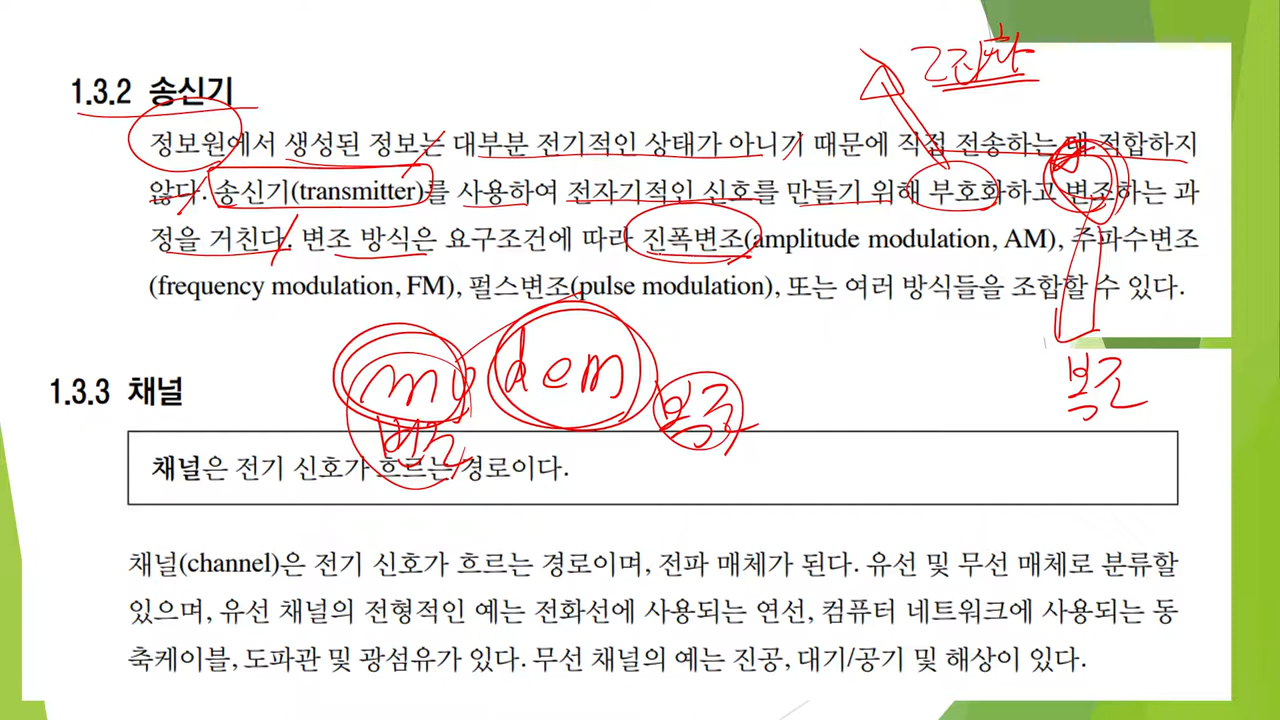 2진화
1.3.2 송신기
정보원에서 생성된 정보는 대부분 전기적인 상태가 아니기 때문에 직접 전송하는 데 적합하지
않다. 송신기(transmitter)를 사용하여 전자기적인 신호를 만들기 위해 부호화하고 변조하는 과
정을 거친다. 변조 방식은 요구조건에 따라 진폭변조(amplitude modulation, AM), 주파수변조
(frequency modulation, FM), 펄스변조(pulse modulation), 또는 여러 방식들을 조합할 수 있다.
mo dem
복조
복조
변조
1.3.3 채널
채널은 전기 신호가 흐르는 경로이다.
채널(channel)은 전기 신호가 흐르는 경로이며, 전파 매체가 된다. 유선 및 무선 매체로 분류할
있으며, 유선 채널의 전형적인 예는 전화선에 사용되는 연선, 컴퓨터 네트워크에 사용되는 동
축케이블, 도파관 및 광섬유가 있다. 무선 채널의 예는 진공, 대기/공기 및 해상이 있다.